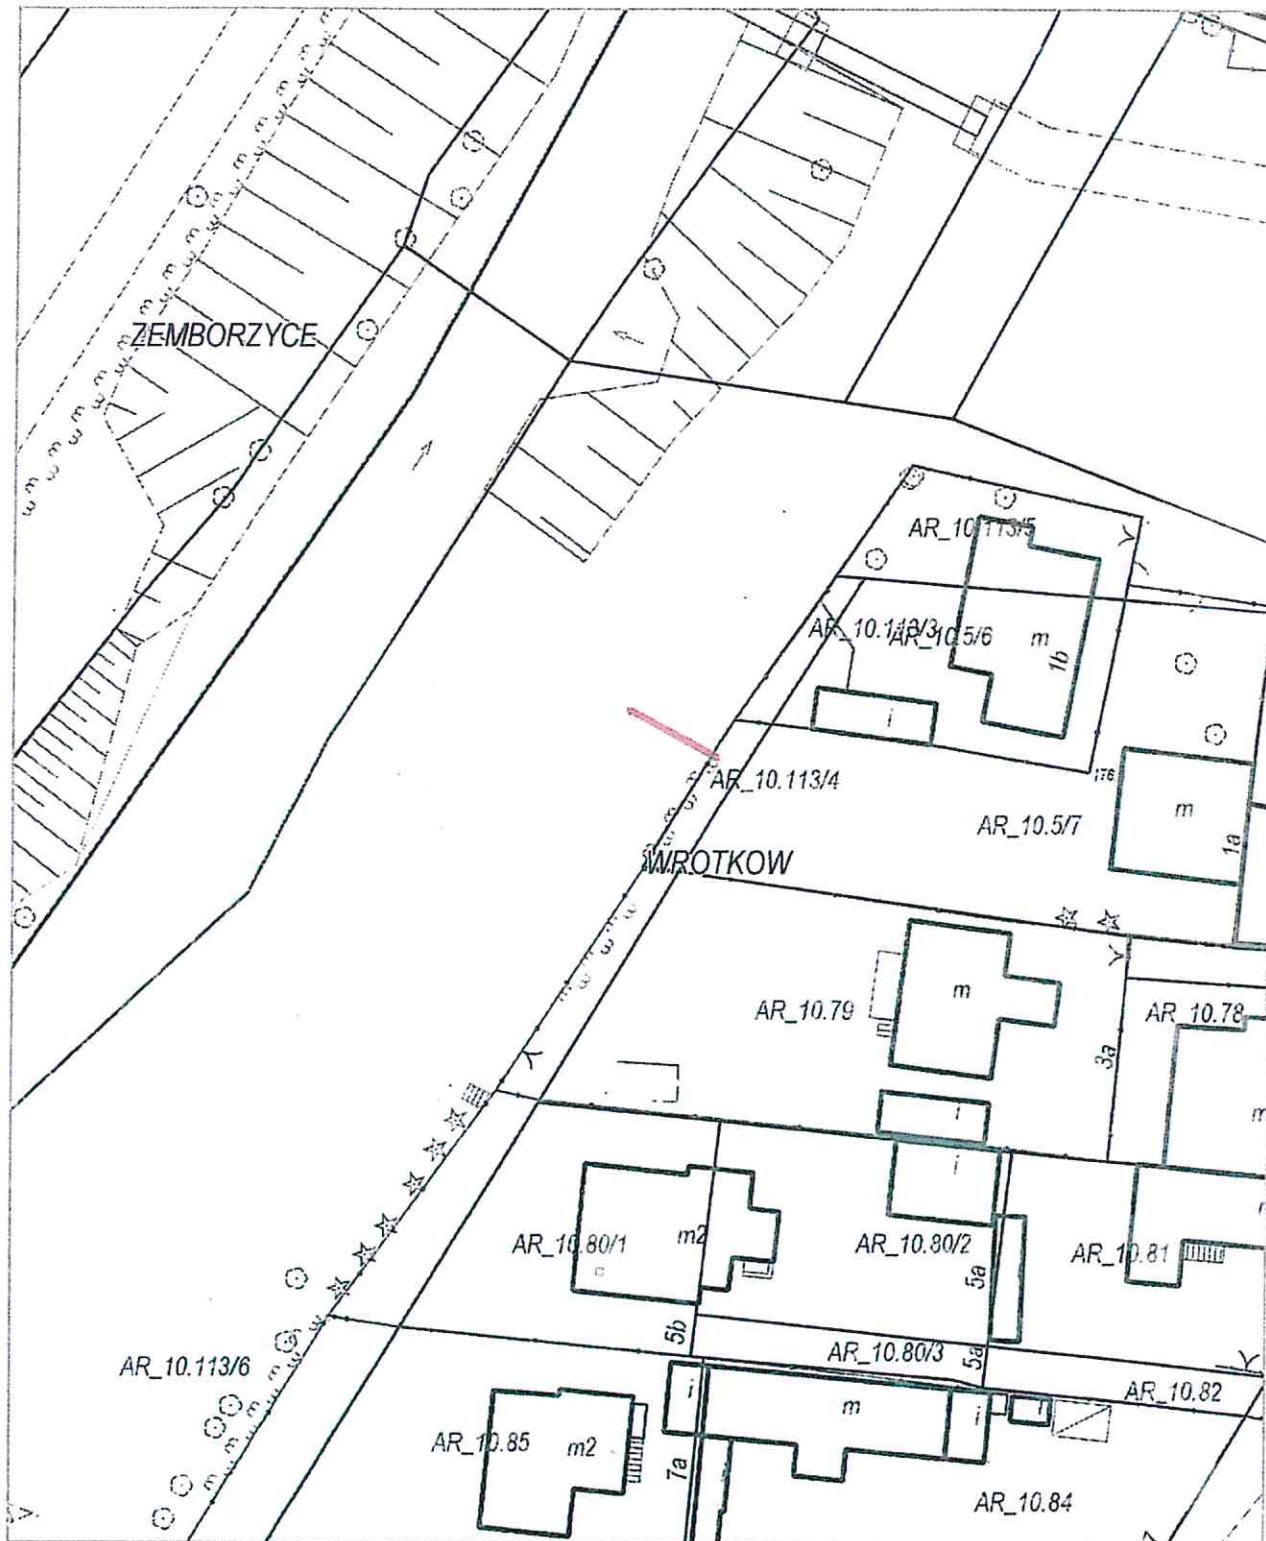 ZEMBORZYCE
AR_10.113/5
AR_10.113/3
AR_10.5/6
m
1b
i
AR_10.113/4
176
AR_10.5/7
m
1a
WROTKOW
AR_10.79
m
AR_10.78
3a
i
m
i
AR_10.80/1
m2
AR_10.80/2
5a
AR_10.81
5b
AR_10.80/3
5a
AR_10.113/6
AR_10.82
i
m
i
i
AR_10.85
m2
7a
AR_10.84